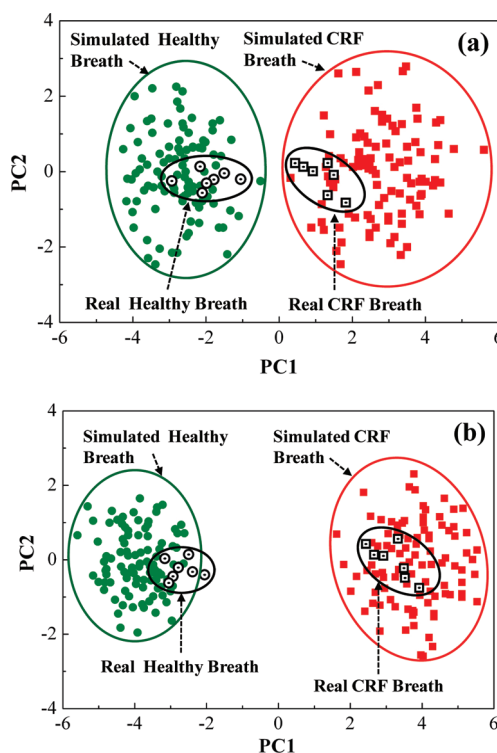 4
Simulated Healthy
Breath
Simulated CRF
Breath
(a)
2
PC2
0
-2
Real Healthy Breath
Real CRF Breath
-4
-6
-4
-2
0
2
4
6
PC1
4
Simulated Healthy
Breath
Simulated CRF
Breath
(b)
2
PC2
0
-2
Real Healthy Breath
Real CRF Breath
-4
-6
-4
-2
0
2
4
6
PC1